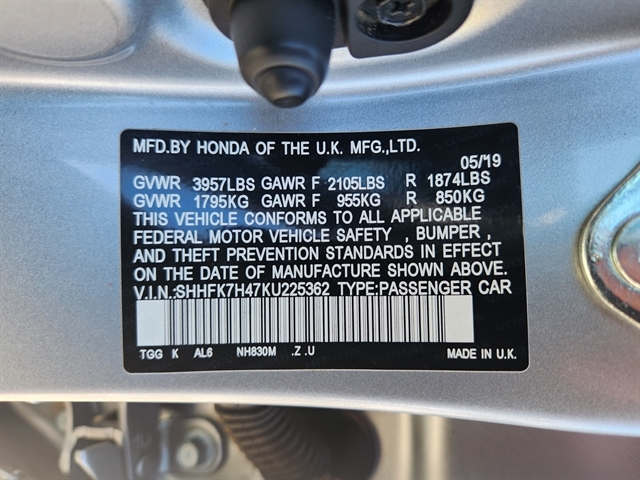 MFD.BY HONDA OF THE U.K. MFG.,LTD.
05/19
GVWR 3957LBS GAWR F 2105LBS R 1874LBS
GVWR 1795KG GAWR F 955KG R 850KG
THIS VEHICLE CONFORMS TO ALL APPLICABLE
FEDERAL MOTOR VEHICLE SAFETY , BUMPER ,
AND THEFT PREVENTION STANDARDS IN EFFECT
ON THE DATE OF MANUFACTURE SHOWN ABOVE.
V.I.N.:SHHFK7H47KU225362 TYPE:PASSENGER CAR
TGG K AL6 NH830M .Z .U MADE IN U.K.